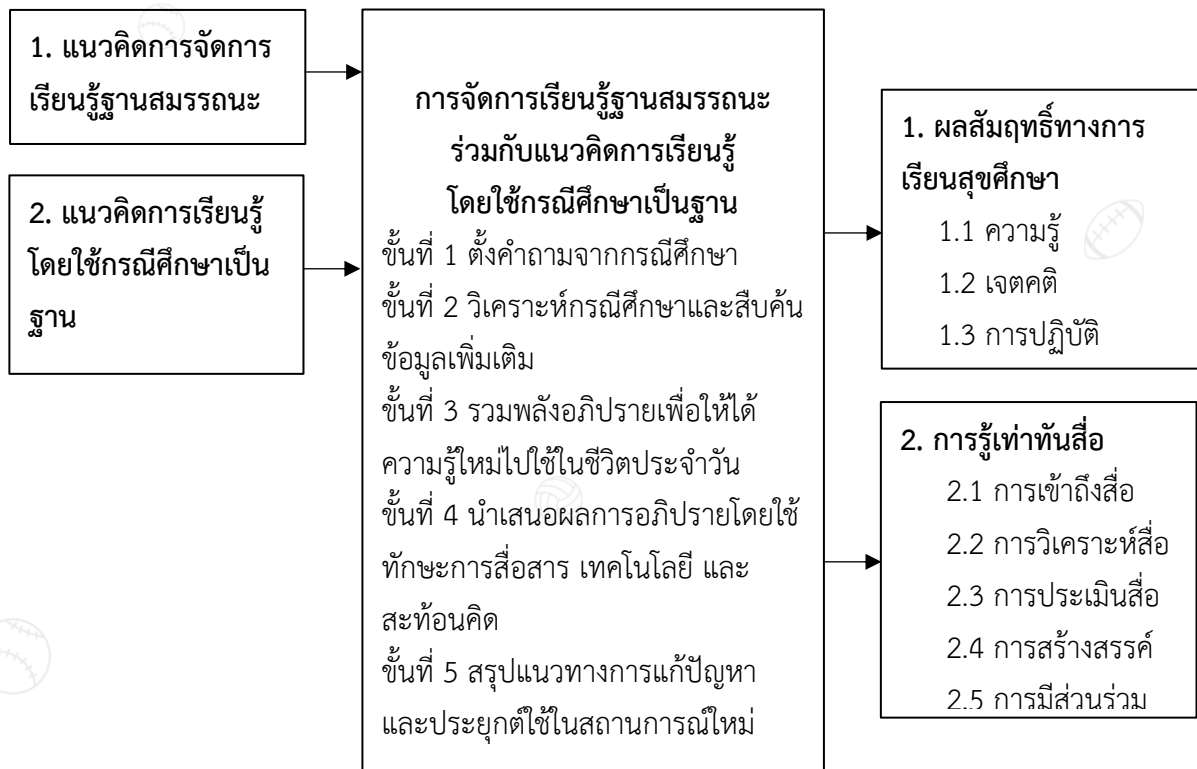 1. แนวคิดการจัดการ
เรียนรู้ฐานสมรรถนะ
2. แนวคิดการเรียนรู้
โดยใช้กรณีศึกษาเป็น
ฐาน
การจัดการเรียนรู้ฐานสมรรถนะ
ร่วมกับแนวคิดการเรียนรู้
โดยใช้กรณีศึกษาเป็นฐาน
ขั้นที่ 1 ตั้งคำถามจากกรณีศึกษา
ขั้นที่ 2 วิเคราะห์กรณีศึกษาและสืบค้น
ข้อมูลเพิ่มเติม
ขั้นที่ 3 รวมพลังอภิปรายเพื่อให้ได้
ความรู้ใหม่ไปใช้ในชีวิตประจำวัน
ขั้นที่ 4 นำเสนอผลการอภิปรายโดยใช้
ทักษะการสื่อสาร เทคโนโลยี และ
สะท้อนคิด
ขั้นที่ 5 สรุปแนวทางการแก้ปัญหา
และประยุกต์ใช้ในสถานการณ์ใหม่
1. ผลสัมฤทธิ์ทางการ
เรียนสุขศึกษา
1.1 ความรู้
1.2 เจตคติ
1.3 การปฏิบัติ
2. การรู้เท่าทันสื่อ
2.1 การเข้าถึงสื่อ
2.2 การวิเคราะห์สื่อ
2.3 การประเมินสื่อ
2.4 การสร้างสรรค์
2.5 การมีส่วนร่วม